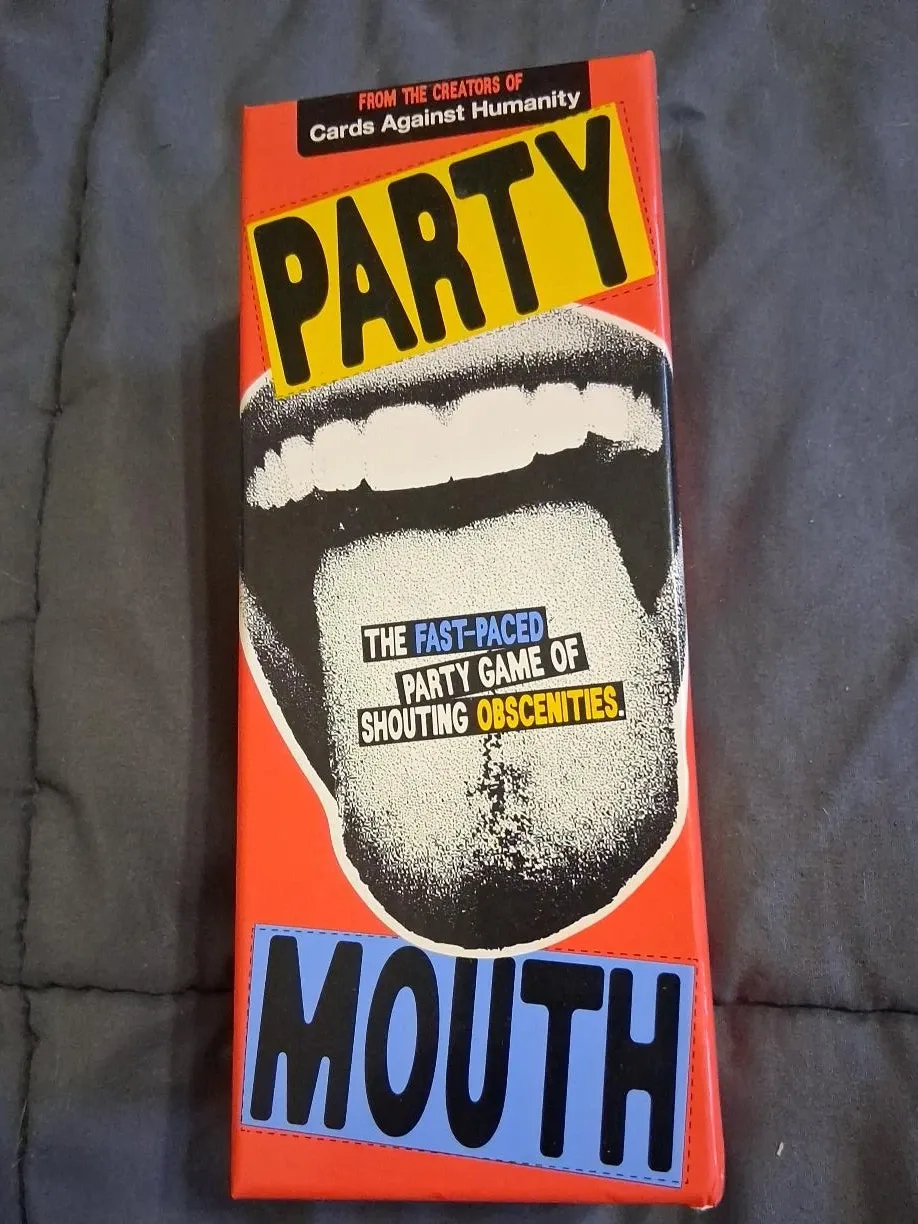 FROM THE CREATORS OF
Cards Against Humanity
PARTY
THE FAST-PACED
PARTY GAME OF
SHOUTING OBSCENITIES.
MOUTH